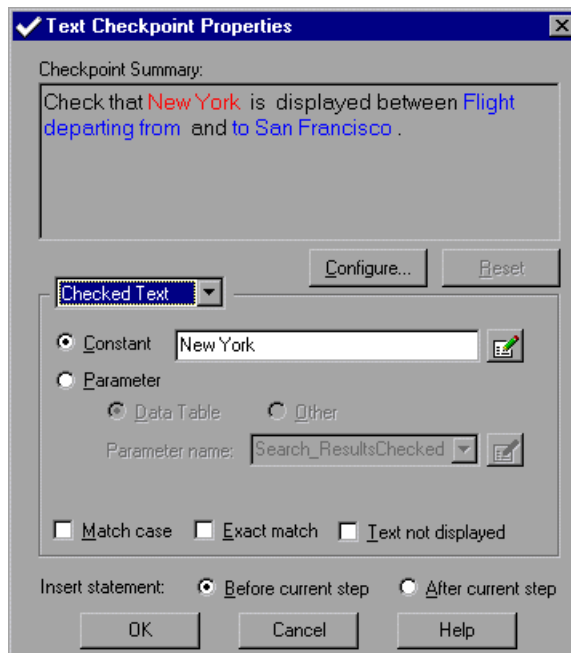 Text Checkpoint Properties
Checkpoint Summary:
Check that New York is displayed between Flight
departing from and to San Francisco .
Configure... Reset
Checked Text
Constant New York
Parameter
Data Table Other
Parameter name: Search_ResultsChecked
Match case Exact match Text not displayed
Insert statement: Before current step After current step
OK Cancel Help